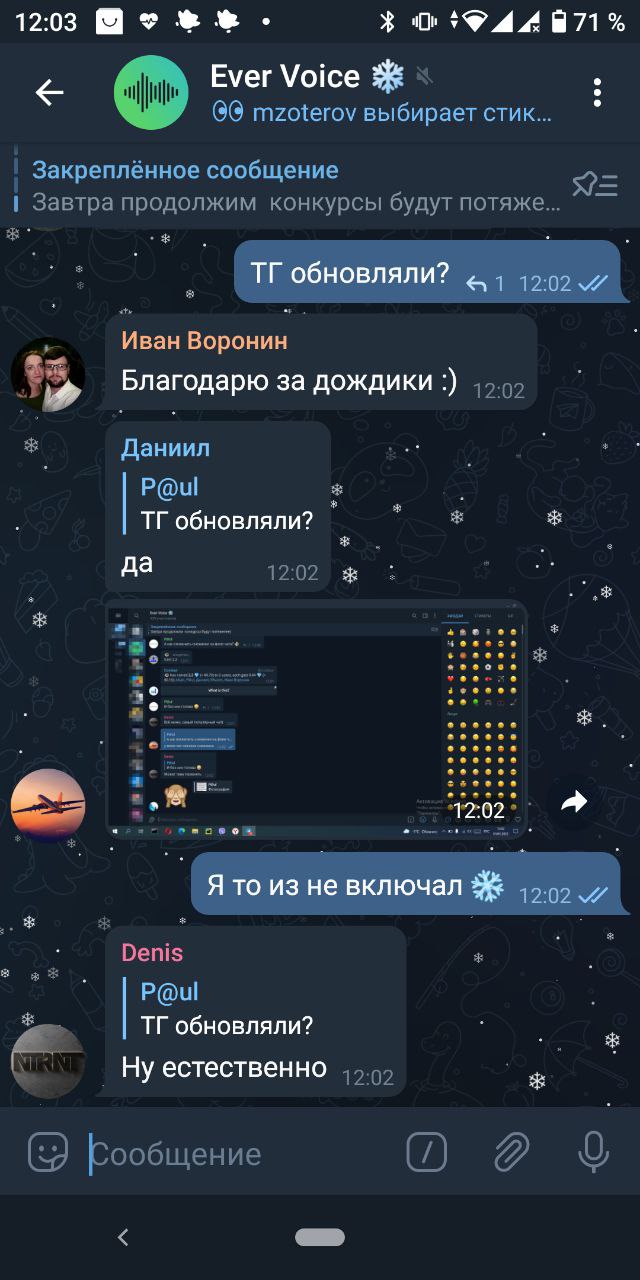 12:03
71 %
Ever Voice
mzoterov выбирает стик...
Закреплённое сообщение
Завтра продолжим конкурсы будут потяже...
ТГ обновляли?
1 12:02
Иван Воронин
Благодарю за дождики :)
12:02
Даниил
P@ul
ТГ обновляли?
да
12:02
12:02
Я то из не включал
12:02
Denis
P@ul
ТГ обновляли?
Ну естественно
12:02
NTRNT
Сообщение